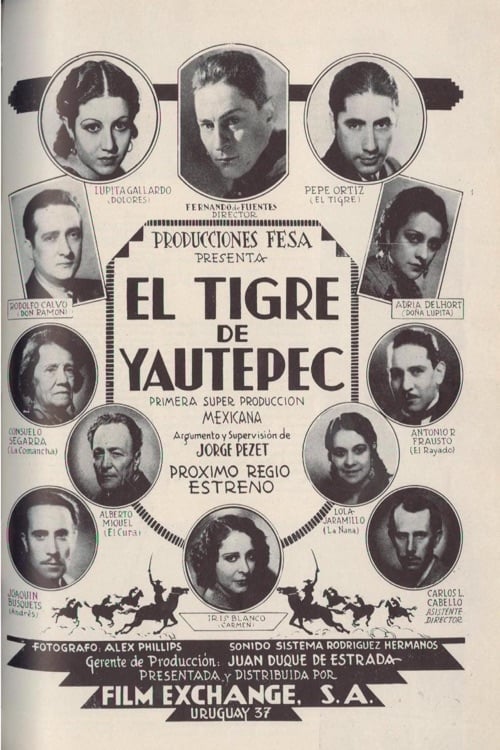 LUPITA GALLARDO
(DOLORES)
FERNANDO de FUENTES
DIRECTOR
PEPE ORTIZ
(EL TIGRE)
PRODUCCIONES FESA
PRESENTA
RODOLFO CALVO
(DON RAMON)
ADRIA DELHORT
(DOÑA LUPITA)
EL TIGRE
DE
YAUTEPEC
PRIMERA SUPER PRODUCCION
MEXICANA
Argumento y Supervisión de
JORGE PEZET
PROXIMO REGIO
ESTRENO
CONSUELO
SEGARRA
(La Comancha)
ANTONIO R.
FRAUSTO
(El Rayado)
ALBERTO
MIQUEL
(El Cura)
LOLA
JARAMILLO
(La Nana)
JOAQUIN
BUSQUETS
(Andrés)
IRIS BLANCO
(CARMEN)
CARLOS L.
CABELLO
ASISTENTE
DIRECTOR
FOTOGRAFO: ALEX PHILLIPS
SONIDO SISTEMA RODRIGUEZ HERMANOS
Gerente de Producción: JUAN DUQUE DE ESTRADA
PRESENTADA y DISTRIBUIDA POR
FILM EXCHANGE, S.A.
URUGUAY 37